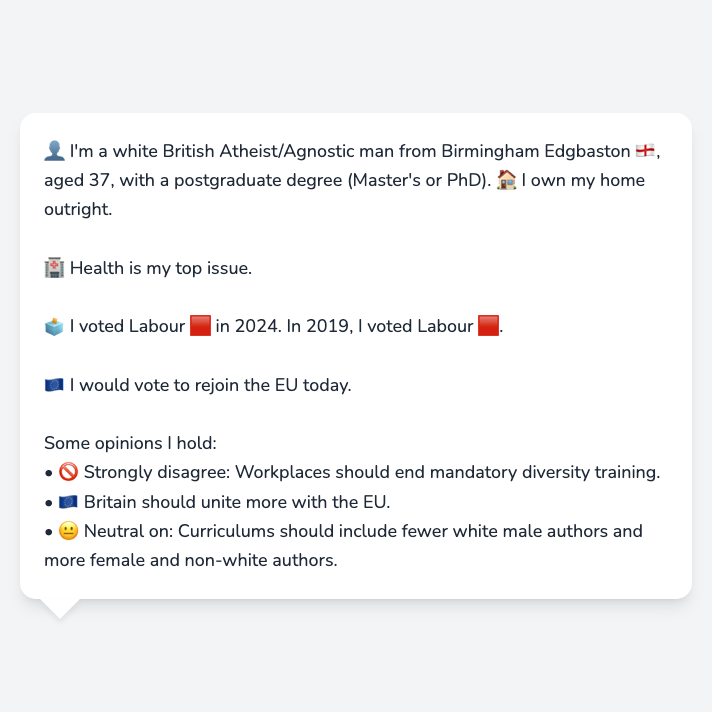 👤 I'm a white British Atheist/Agnostic man from Birmingham Edgbaston 🏴󠁧󠁢󠁥󠁮󠁧󠁿,
aged 37, with a postgraduate degree (Master's or PhD). 🏠 I own my home
outright.
🏥 Health is my top issue.
🗳️ I voted Labour 🟥 in 2024. In 2019, I voted Labour 🟥.
🇪🇺 I would vote to rejoin the EU today.
Some opinions I hold:
• 🚫 Strongly disagree: Workplaces should end mandatory diversity training.
• 🇪🇺 Britain should unite more with the EU.
• 😐 Neutral on: Curriculums should include fewer white male authors and
more female and non-white authors.